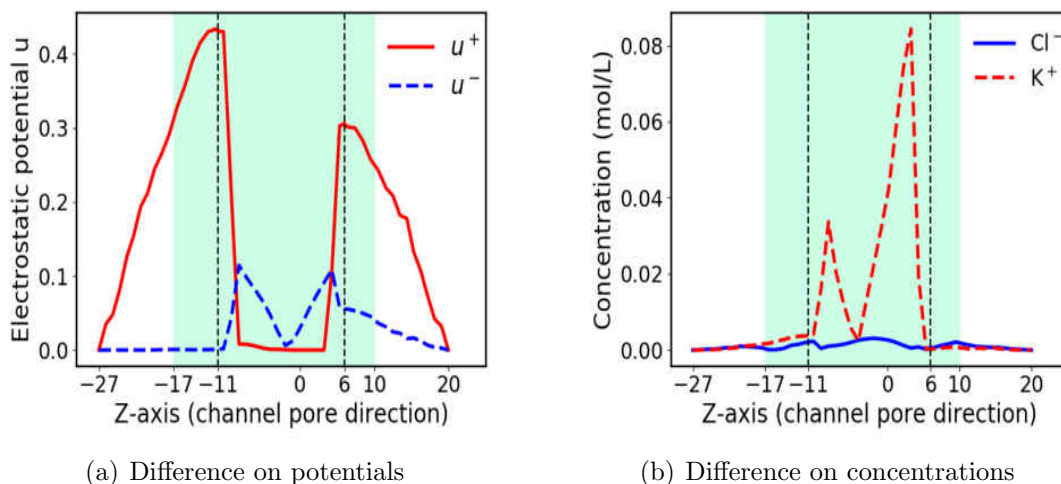 Electrostatic potential u
0.4
0.3
0.2
0.1
0.0
u⁺
u⁻
−27 −17 −11 0 6 10 20
Z-axis (channel pore direction)
(a) Difference on potentials
Concentration (mol/L)
0.08
0.06
0.04
0.02
0.00
Cl⁻
K⁺
−27 −17 −11 0 6 10 20
Z-axis (channel pore direction)
(b) Difference on concentrations